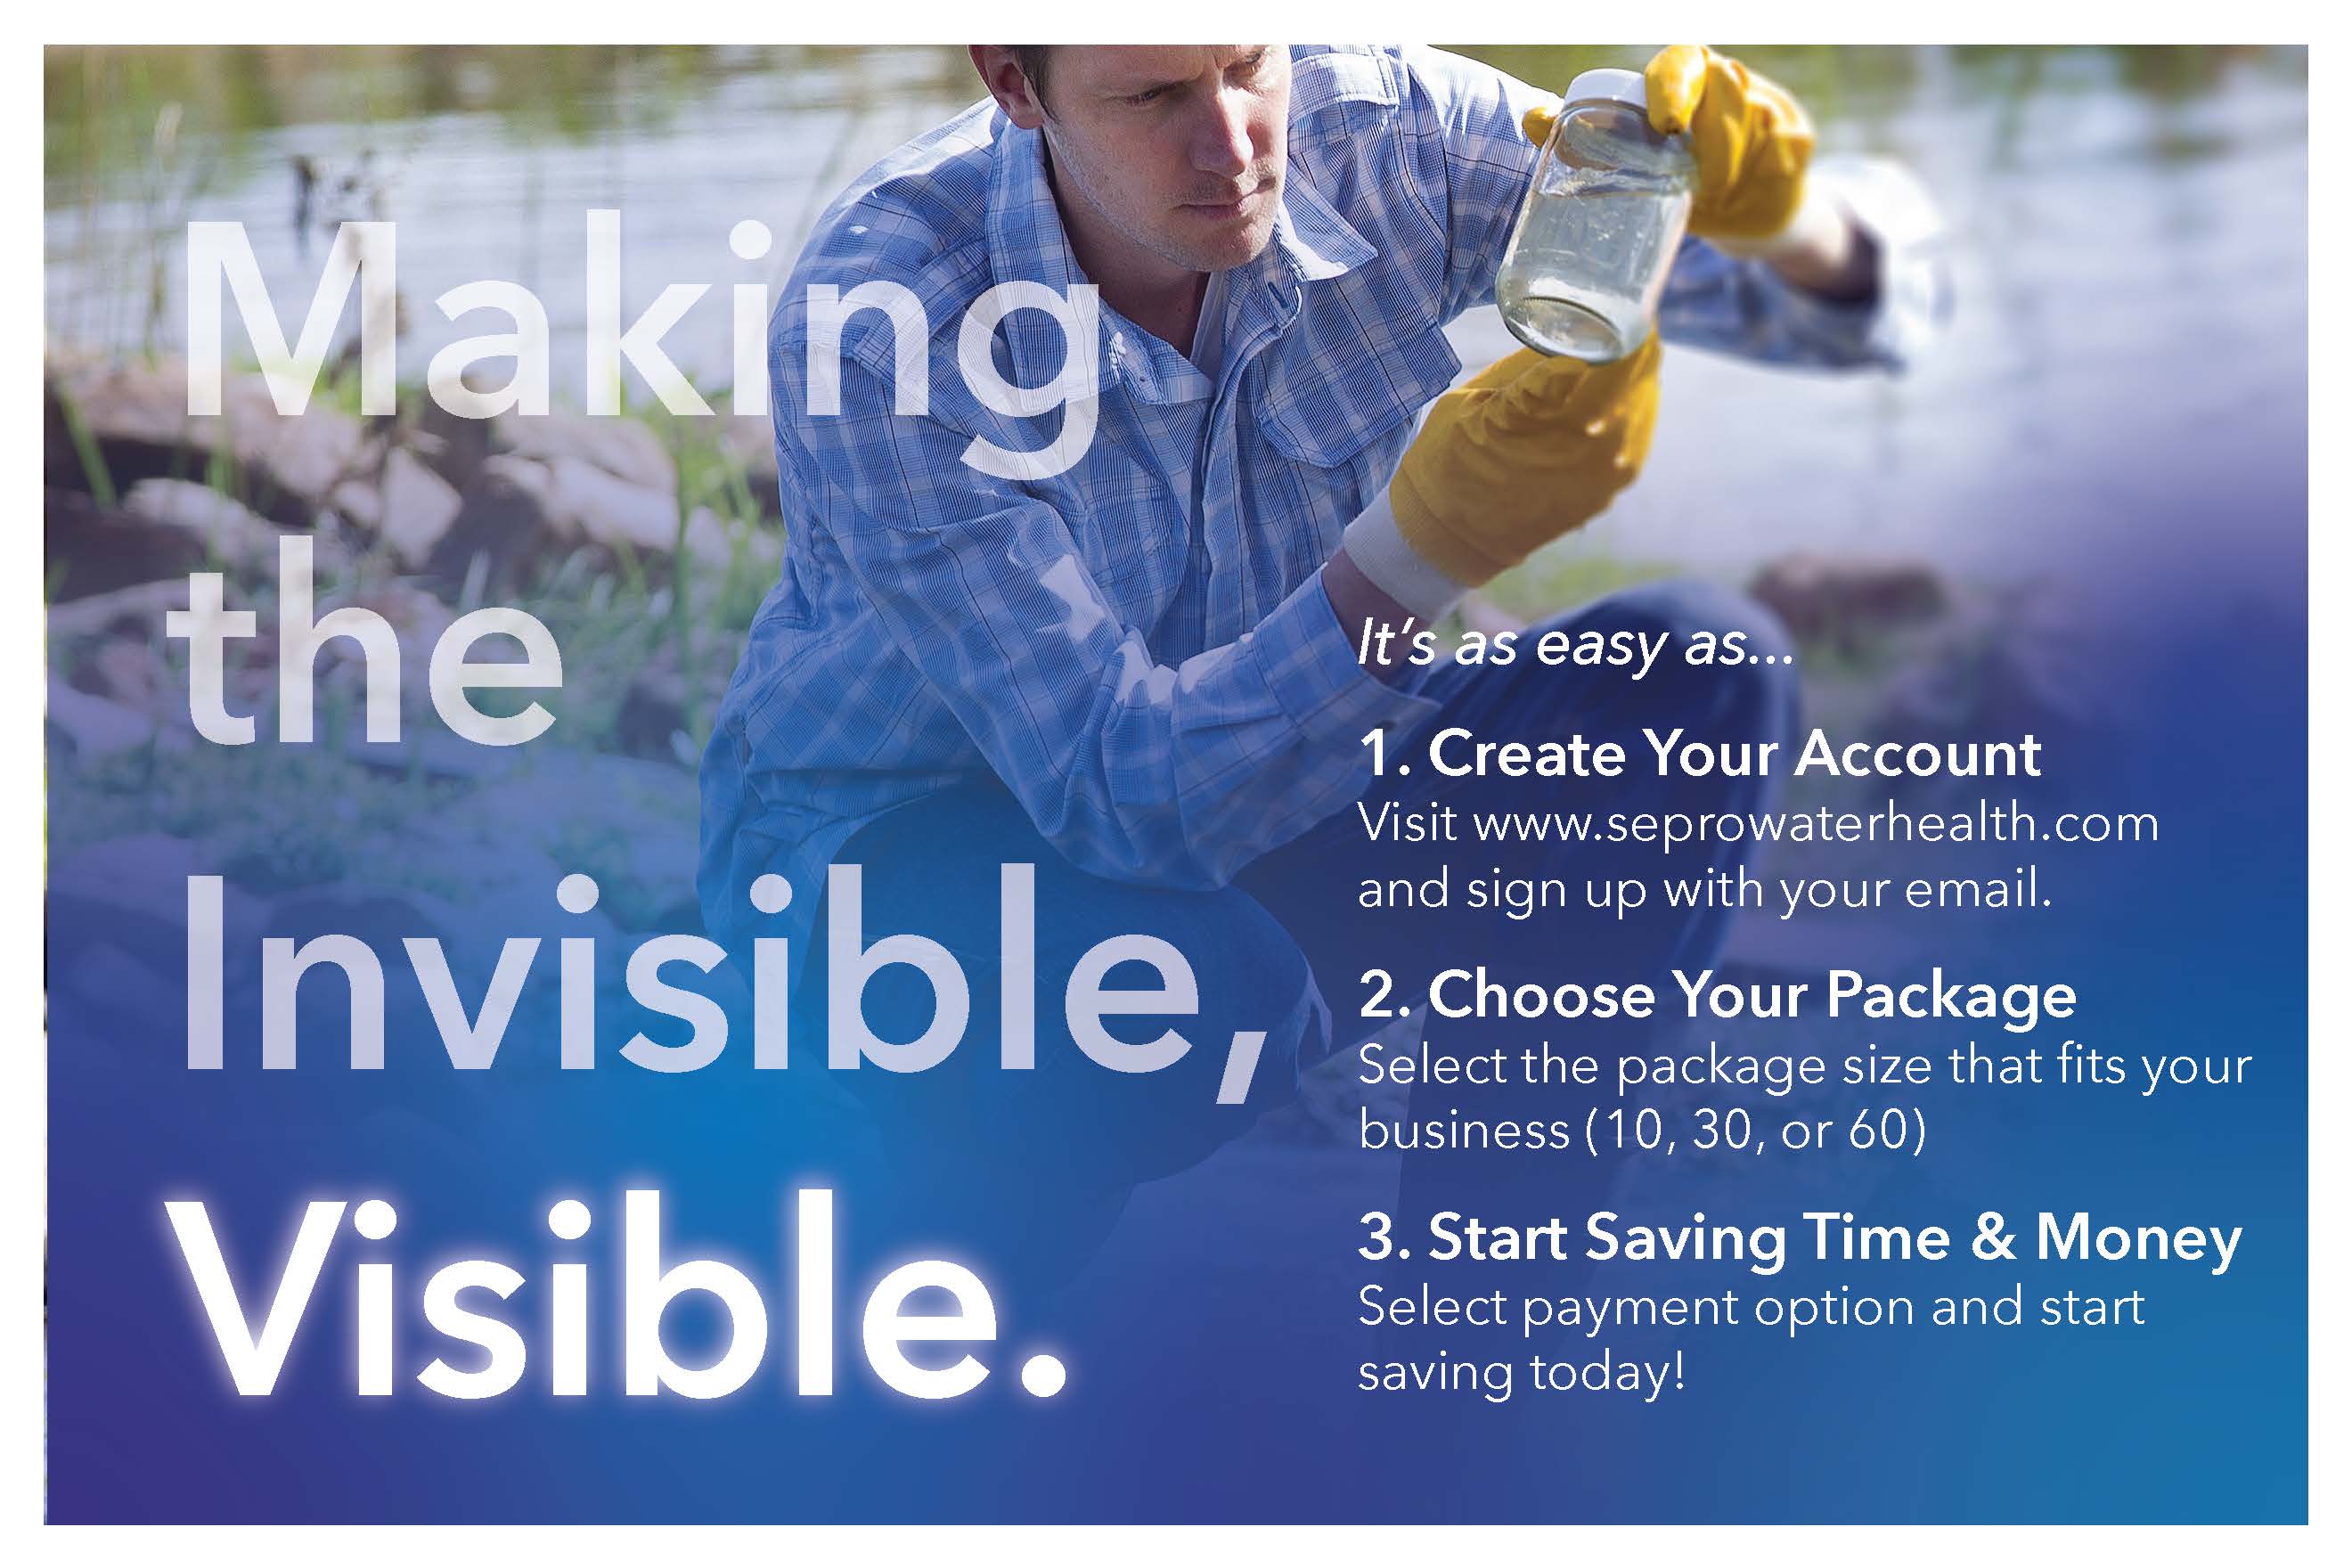 Making
the
Invisible,
Visible.
It's as easy as...
1. Create Your Account
Visit www.seprowaterhealth.com
and sign up with your email.
2. Choose Your Package
Select the package size that fits your
business (10, 30, or 60)
3. Start Saving Time & Money
Select payment option and start
saving today!